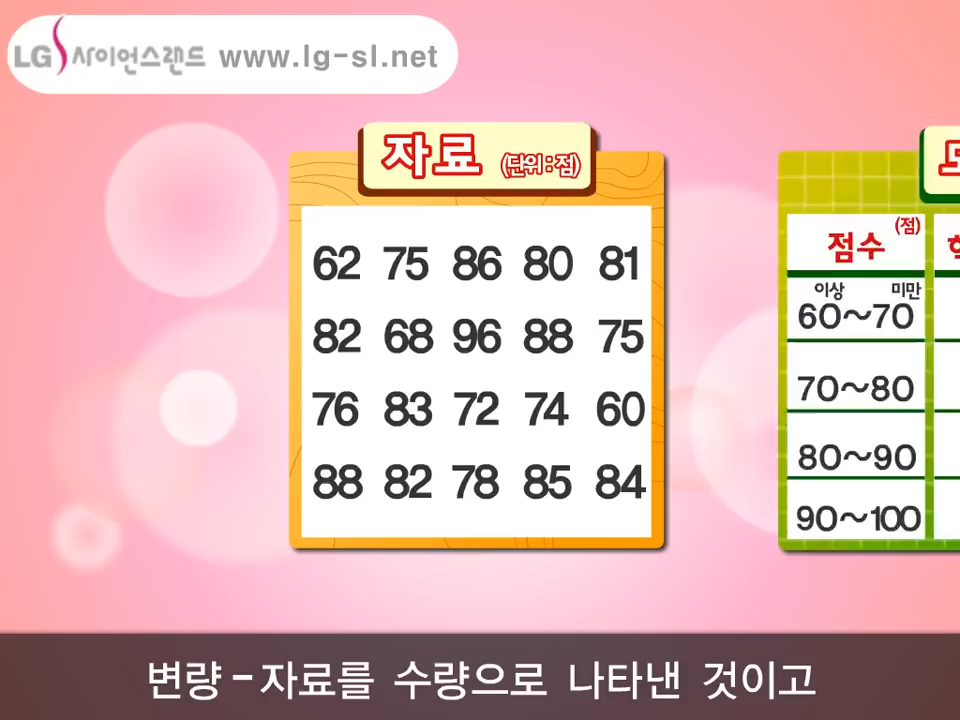 LG 사이언스랜드 www.lg-sl.net
자료 (단위:점)
62 75 86 80 81
82 68 96 88 75
76 83 72 74 60
88 82 78 85 84
점수 (점)
이상 미만
60~70
70~80
80~90
90~100
변량-자료를 수량으로 나타낸 것이고